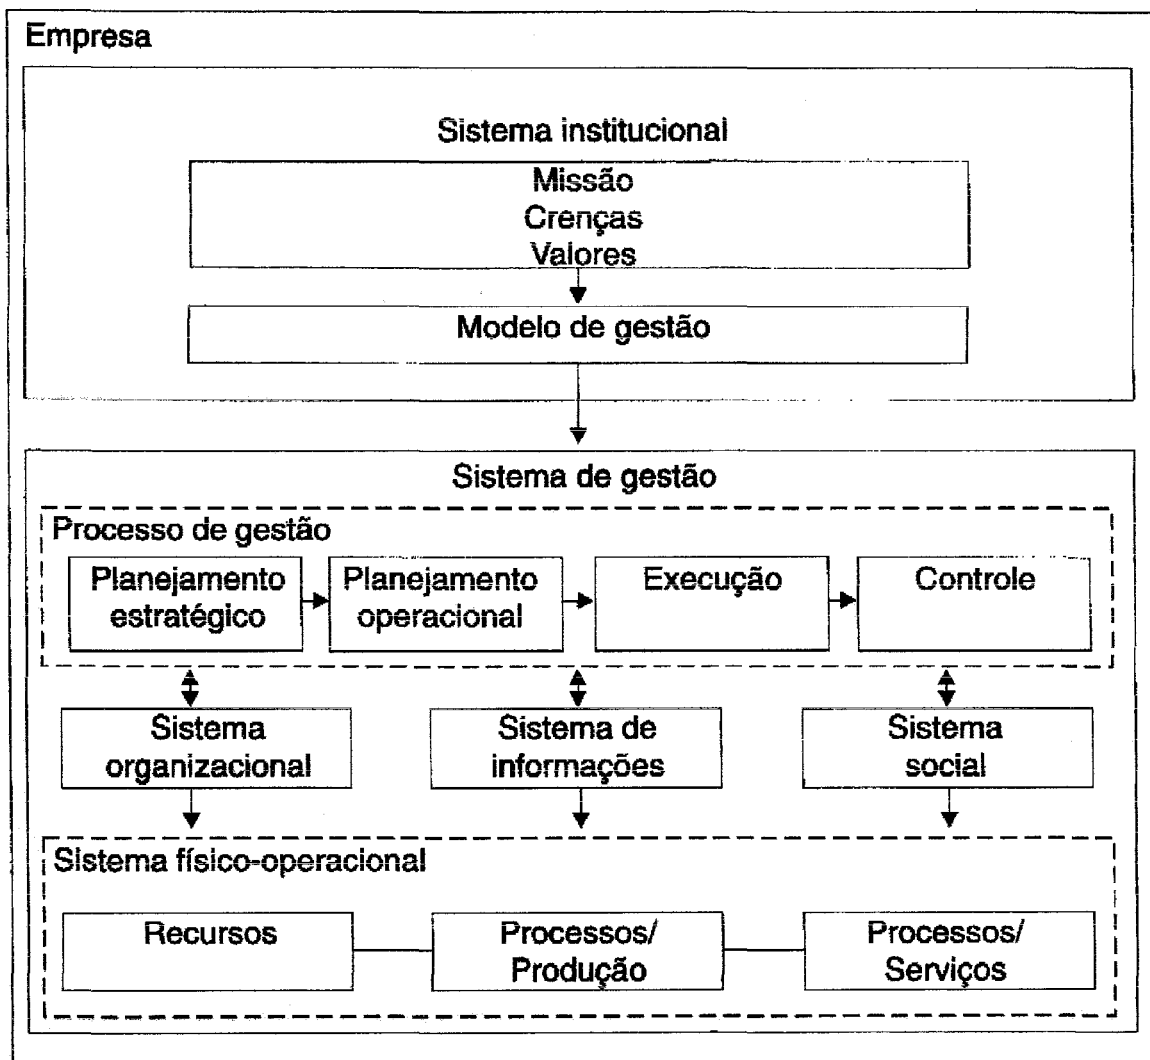 Empresa
Sistema institucional
Missão
Crenças
Valores
Modelo de gestão
Sistema de gestão
Processo de gestão
Planejamento
estratégico
Planejamento
operacional
Execução
Controle
Sistema
organizacional
Sistema de
informações
Sistema
social
Sistema físico-operacional
Recursos
Processos/
Produção
Processos/
Serviços